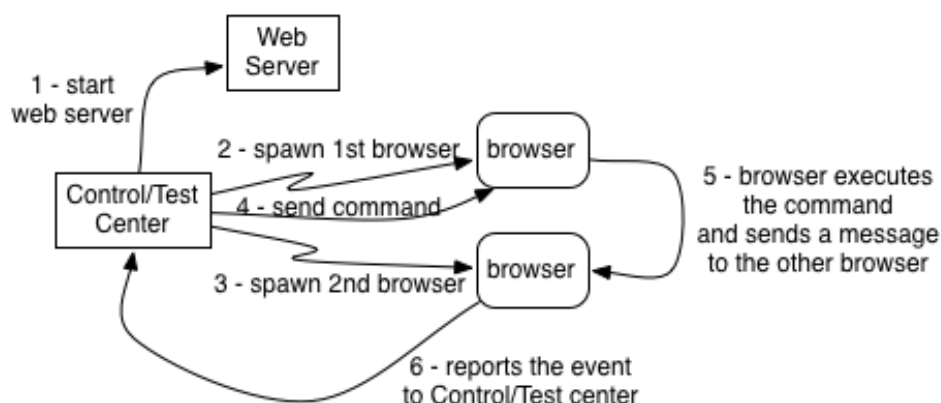 Web
Server
1 - start
web server
2 - spawn 1st browser
browser
Control/Test
Center
4 - send command
5 - browser executes
the command
and sends a message
to the other browser
browser
3 - spawn 2nd browser
6 - reports the event
to Control/Test center